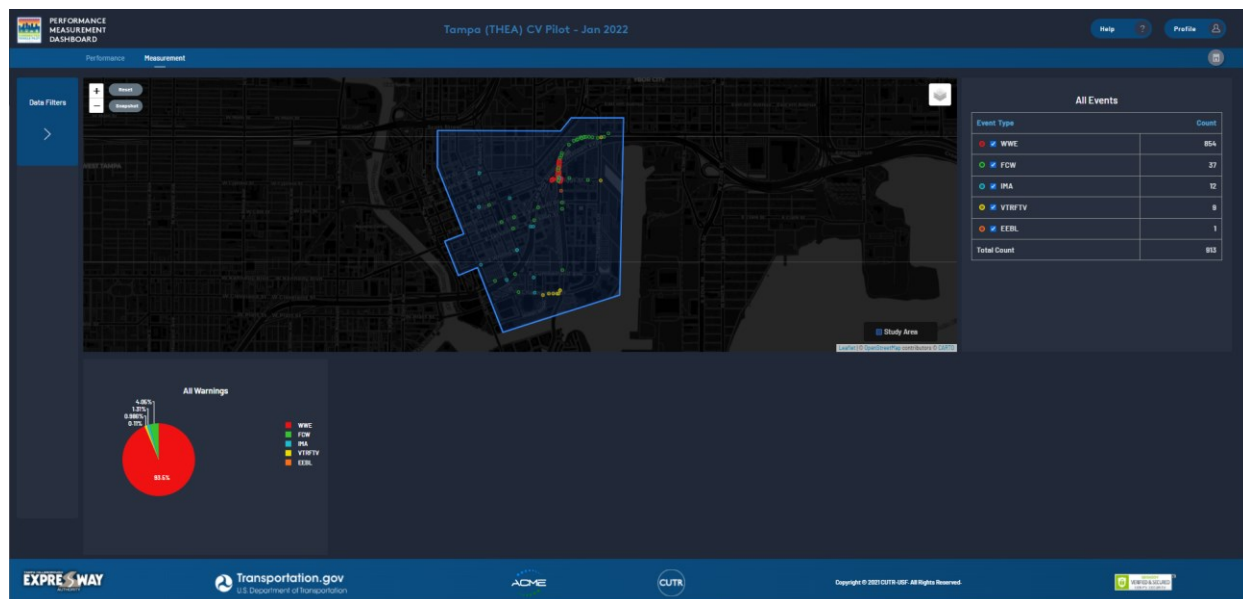 PERFORMANCE
MEASUREMENT
DASHBOARD
Tampa (THEA) CV Pilot - Jan 2022
Help ?
Profile
Performance Measurement
Data Filters
+ Reset
− Snapshot
WEST TAMPA
Study Area
Leaflet | © OpenStreetMap contributors © CARTO
All Events
Event Type Count
WWE 854
FCW 37
IMA 12
VTRFTV 9
EEBL 1
Total Count 913
All Warnings
4.05%
1.31%
0.986%
0.11%
93.5%
WWE
FCW
IMA
VTRFTV
EEBL
EXPRESSWAY
AUTHORITY
Transportation.gov
U.S. Department of Transportation
ACME
CUTR
Copyright © 2021 CUTR-USF. All Rights Reserved.
VERIFIED & SECURED